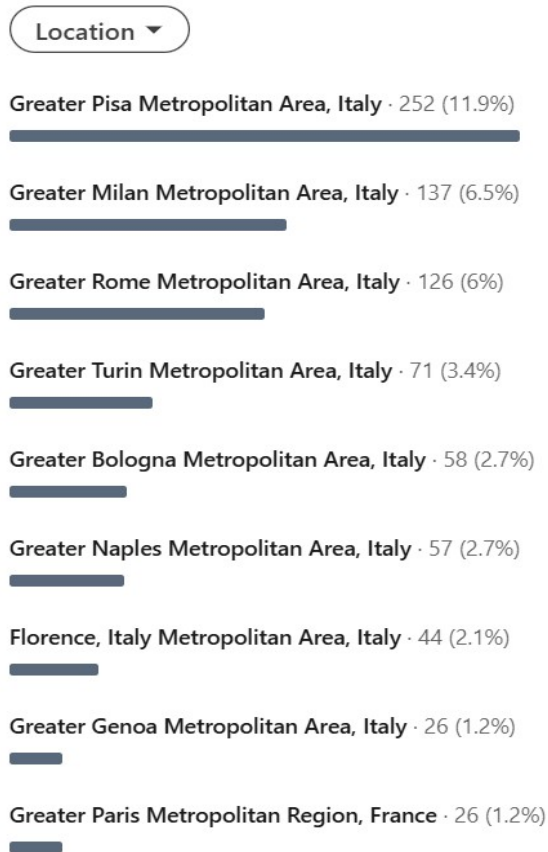 Location
Greater Pisa Metropolitan Area, Italy · 252 (11.9%)
Greater Milan Metropolitan Area, Italy · 137 (6.5%)
Greater Rome Metropolitan Area, Italy · 126 (6%)
Greater Turin Metropolitan Area, Italy · 71 (3.4%)
Greater Bologna Metropolitan Area, Italy · 58 (2.7%)
Greater Naples Metropolitan Area, Italy · 57 (2.7%)
Florence, Italy Metropolitan Area, Italy · 44 (2.1%)
Greater Genoa Metropolitan Area, Italy · 26 (1.2%)
Greater Paris Metropolitan Region, France · 26 (1.2%)